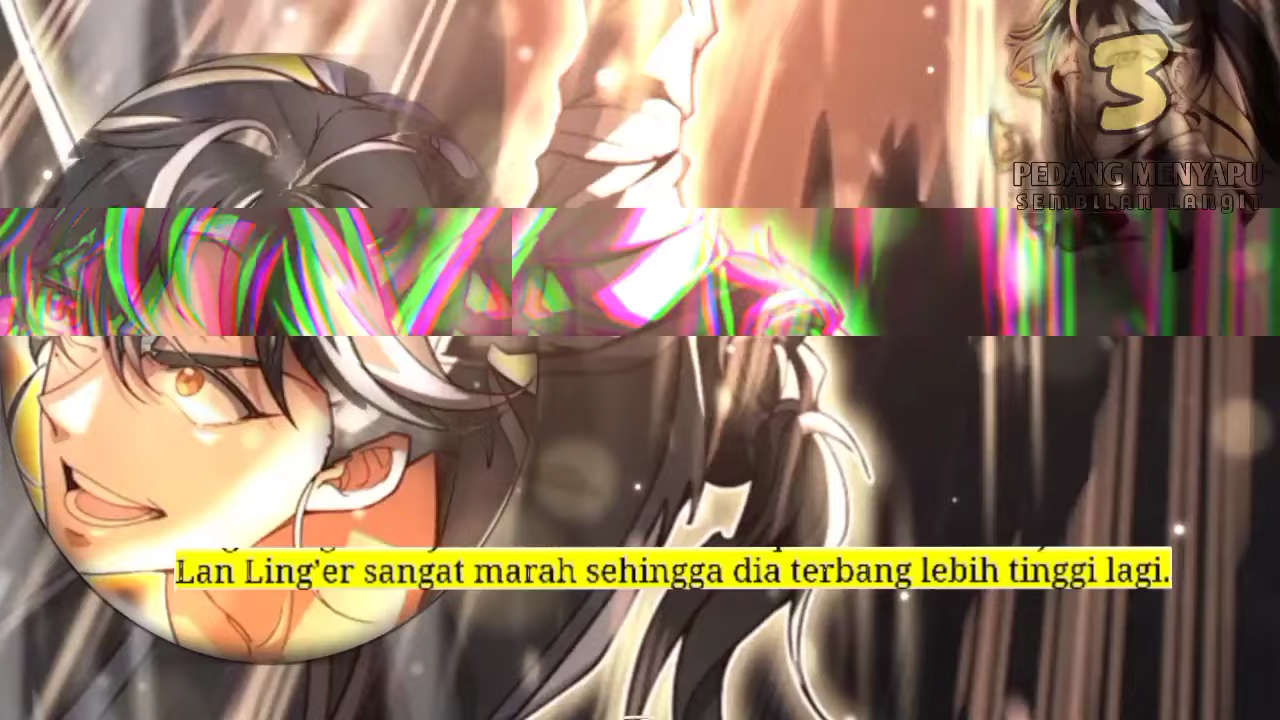 3
PEDANG MENYAPU
SEMBILAN LANGIT
Lan Ling'er sangat marah sehingga dia terbang lebih tinggi lagi.